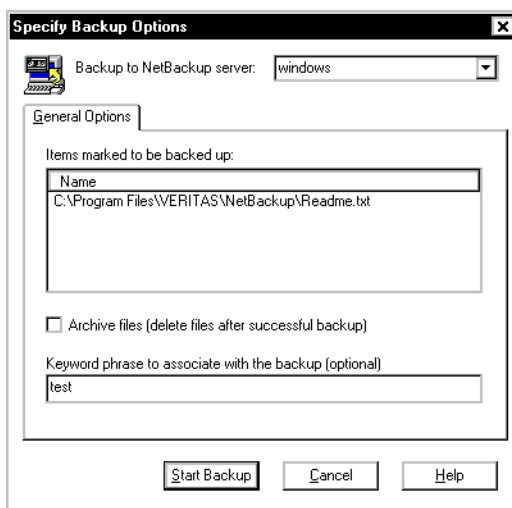 Specify Backup Options
Backup to NetBackup server: windows
General Options
Items marked to be backed up:
Name
C:\Program Files\VERITAS\NetBackup\Readme.txt
Archive files (delete files after successful backup)
Keyword phrase to associate with the backup (optional)
test
Start Backup Cancel Help